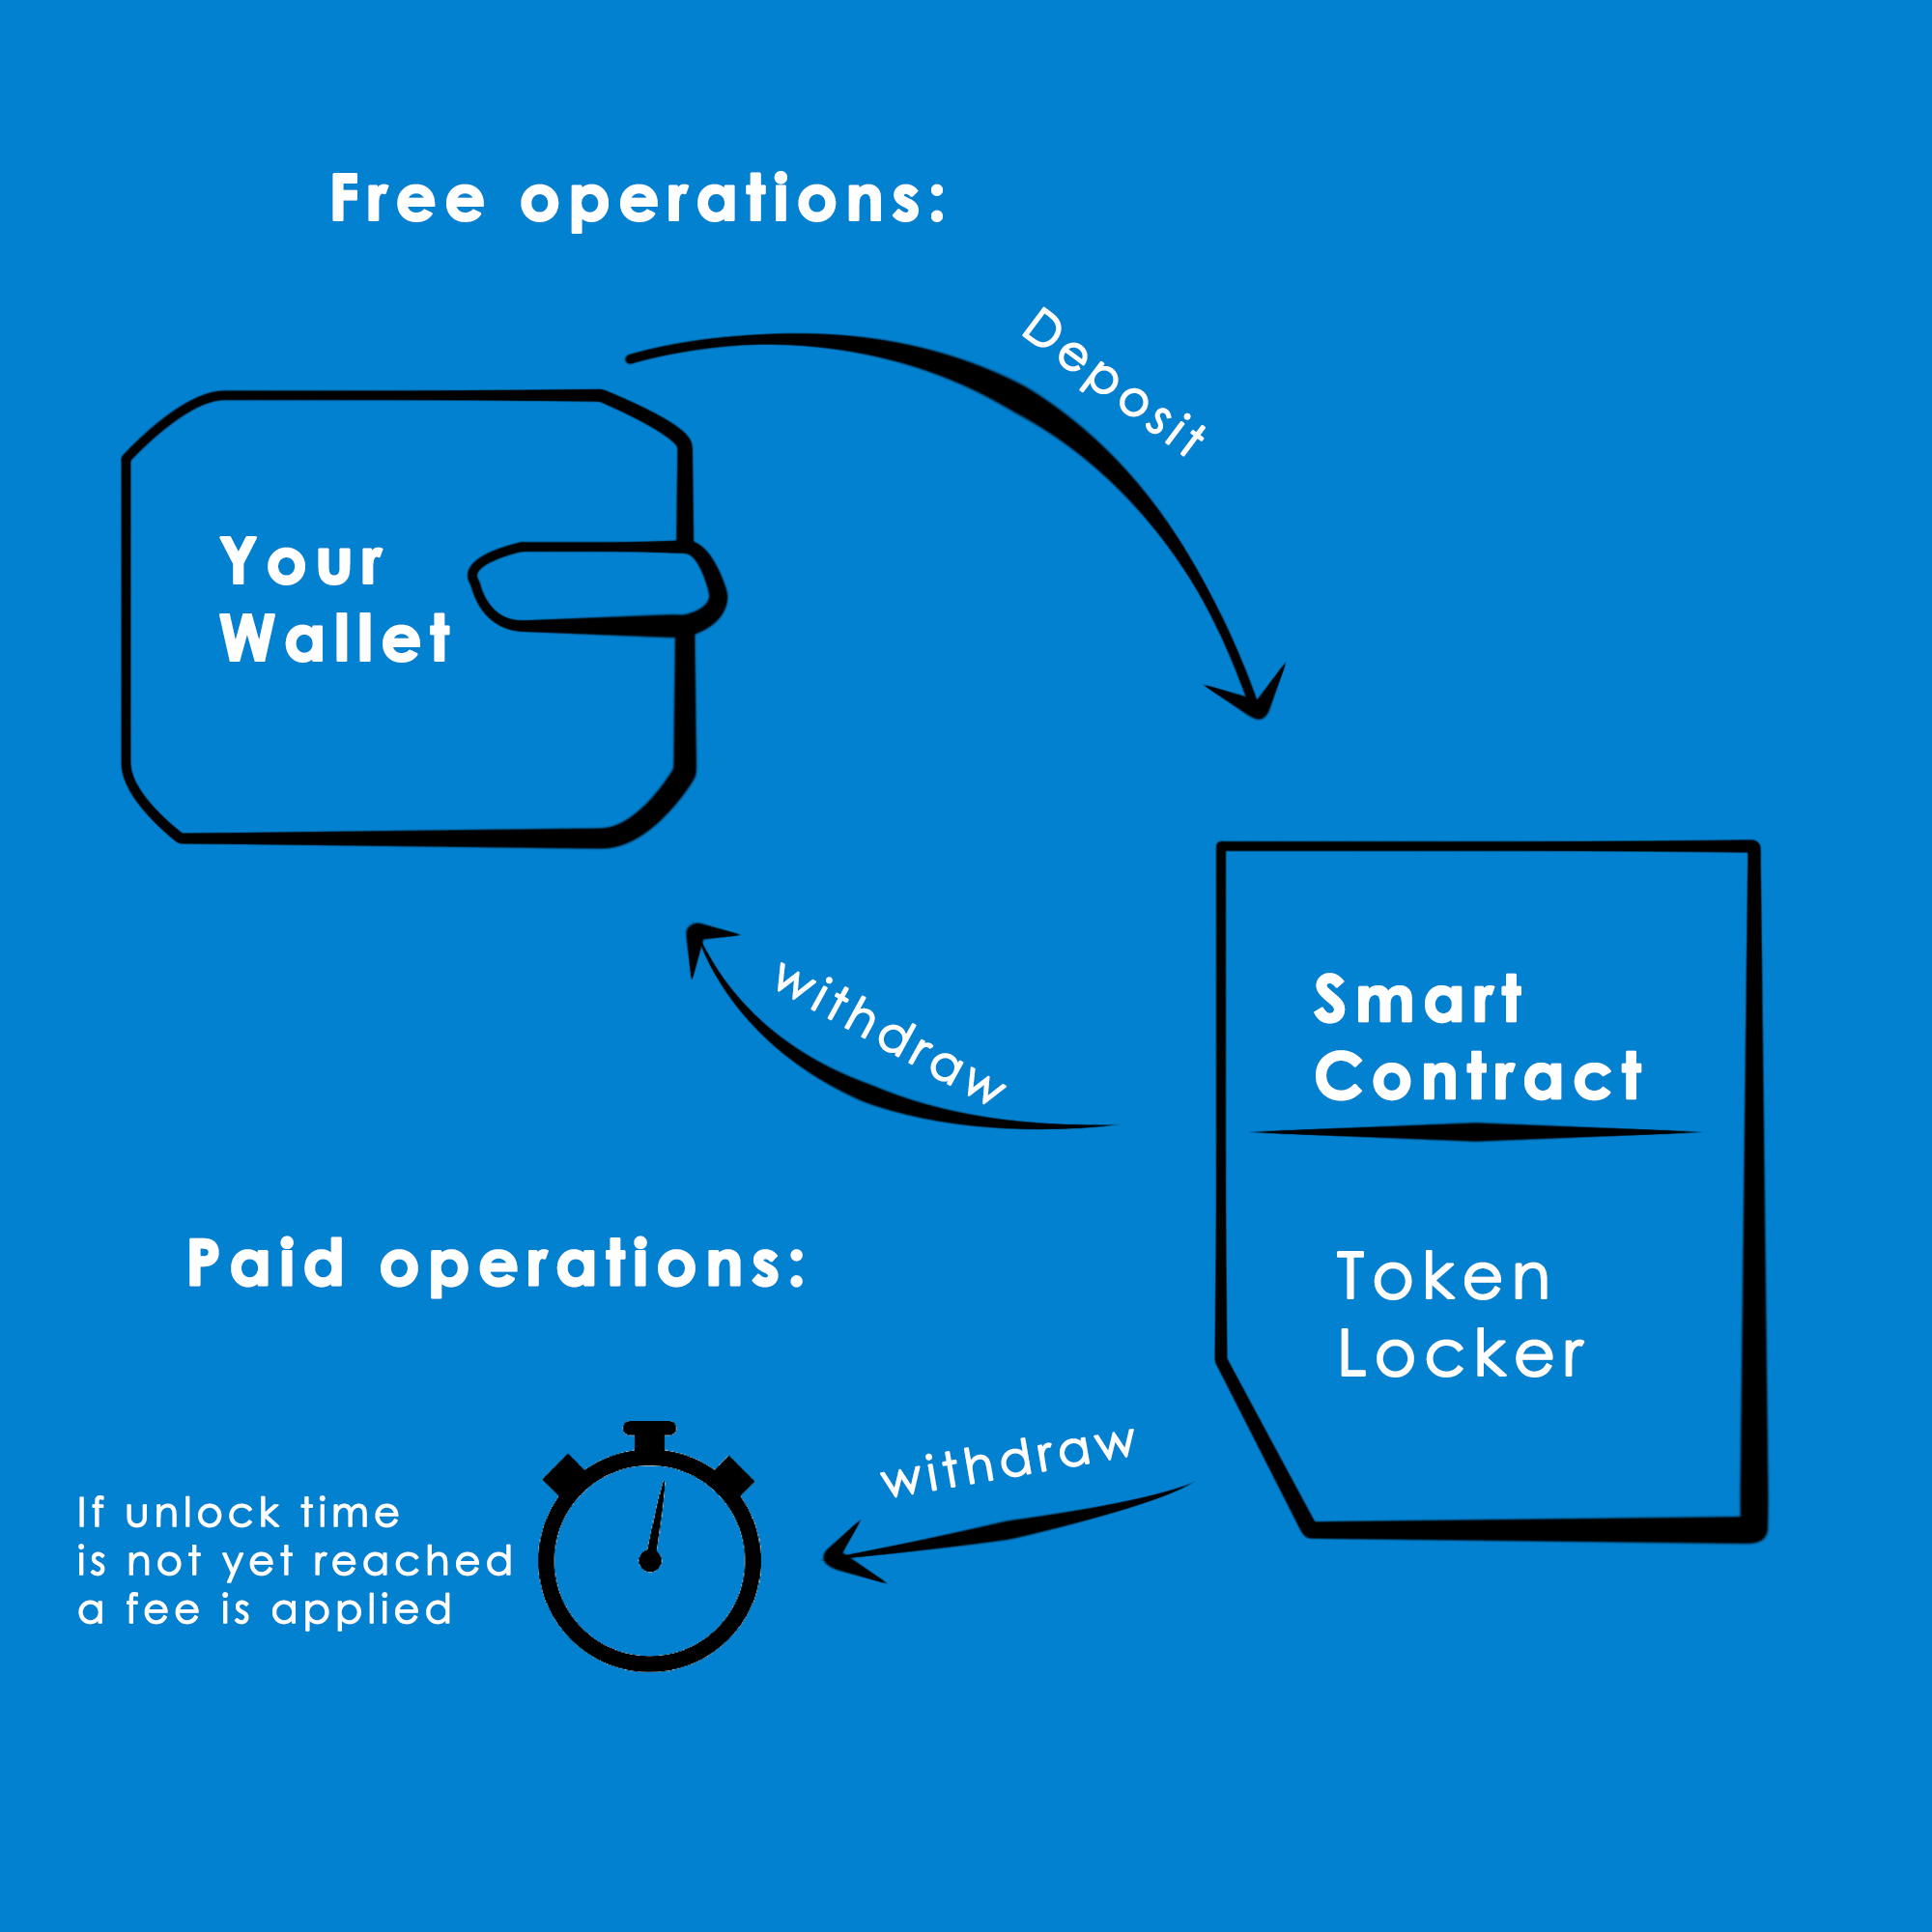 Free operations:
Deposit
Your
Wallet
withdraw
Smart
Contract
Token
Locker
Paid operations:
withdraw
If unlock time
is not yet reached
a fee is applied